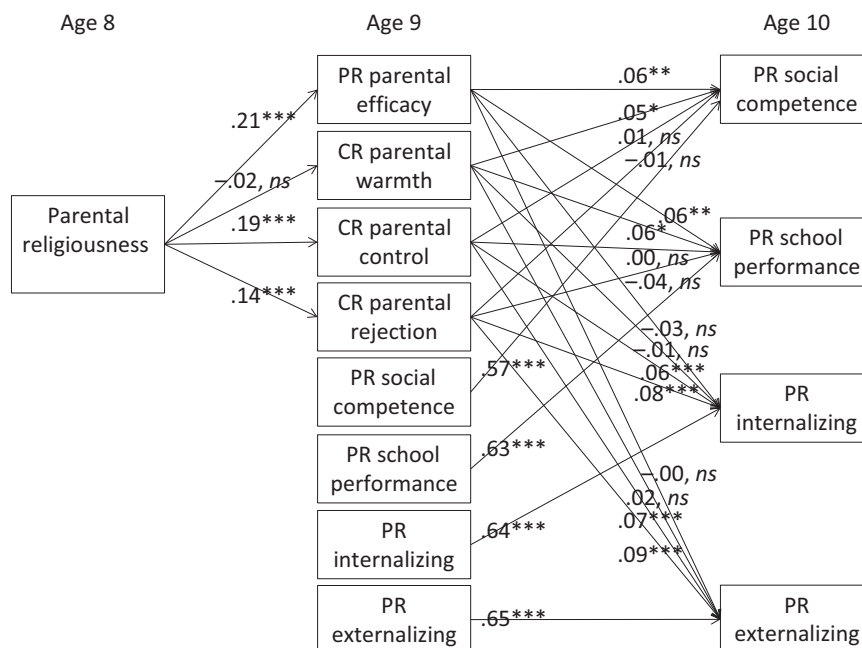 Age 8
Age 9
Age 10
Parental
religiousness
.21***
–.02, ns
.19***
.14***
PR parental
efficacy
CR parental
warmth
CR parental
control
CR parental
rejection
PR social
competence
PR school
performance
PR
internalizing
PR
externalizing
.57***
.63***
.64***
.65***
.06**
.05*
.01, ns
–.01, ns
.06**
.06*
.00, ns
–.04, ns
–.03, ns
–.01, ns
.06***
.08***
–.00, ns
.02, ns
.07***
.09***
PR social
competence
PR school
performance
PR
internalizing
PR
externalizing